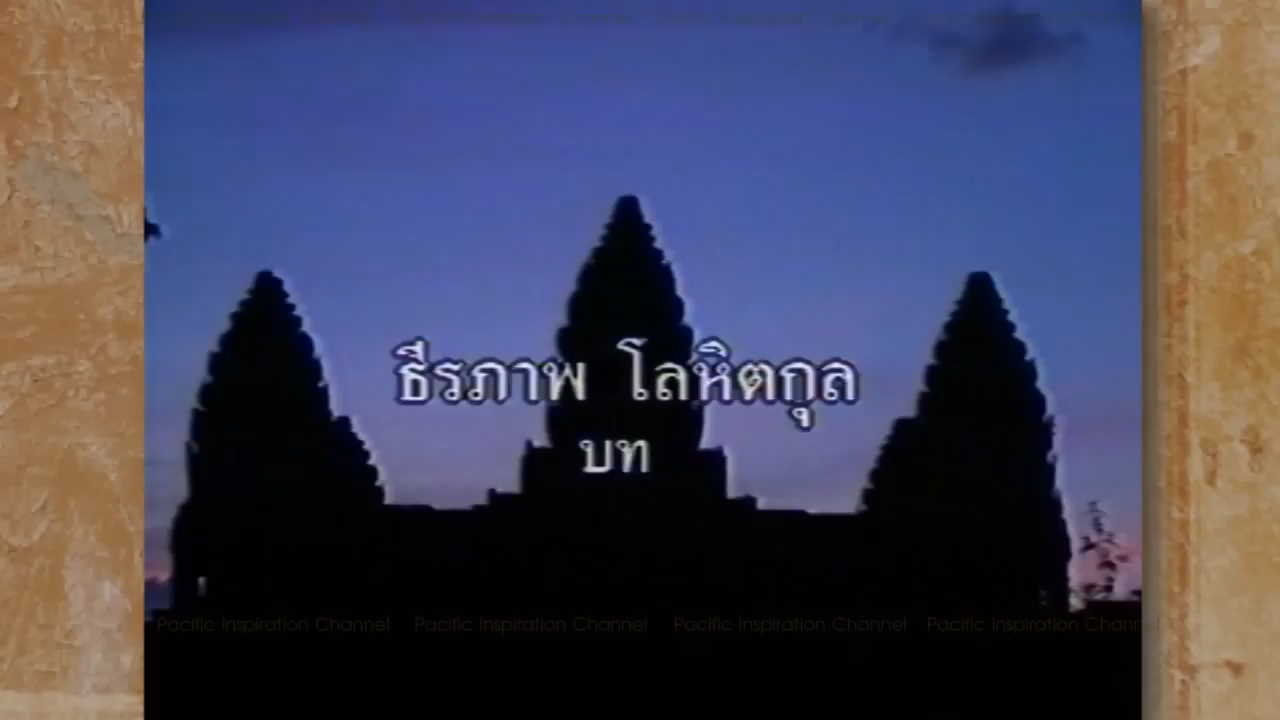 ธีรภาพ โลหิตกุล
บท
Pacific Inspiration Channel Pacific Inspiration Channel Pacific Inspiration Channel Pacific Inspiration Chann